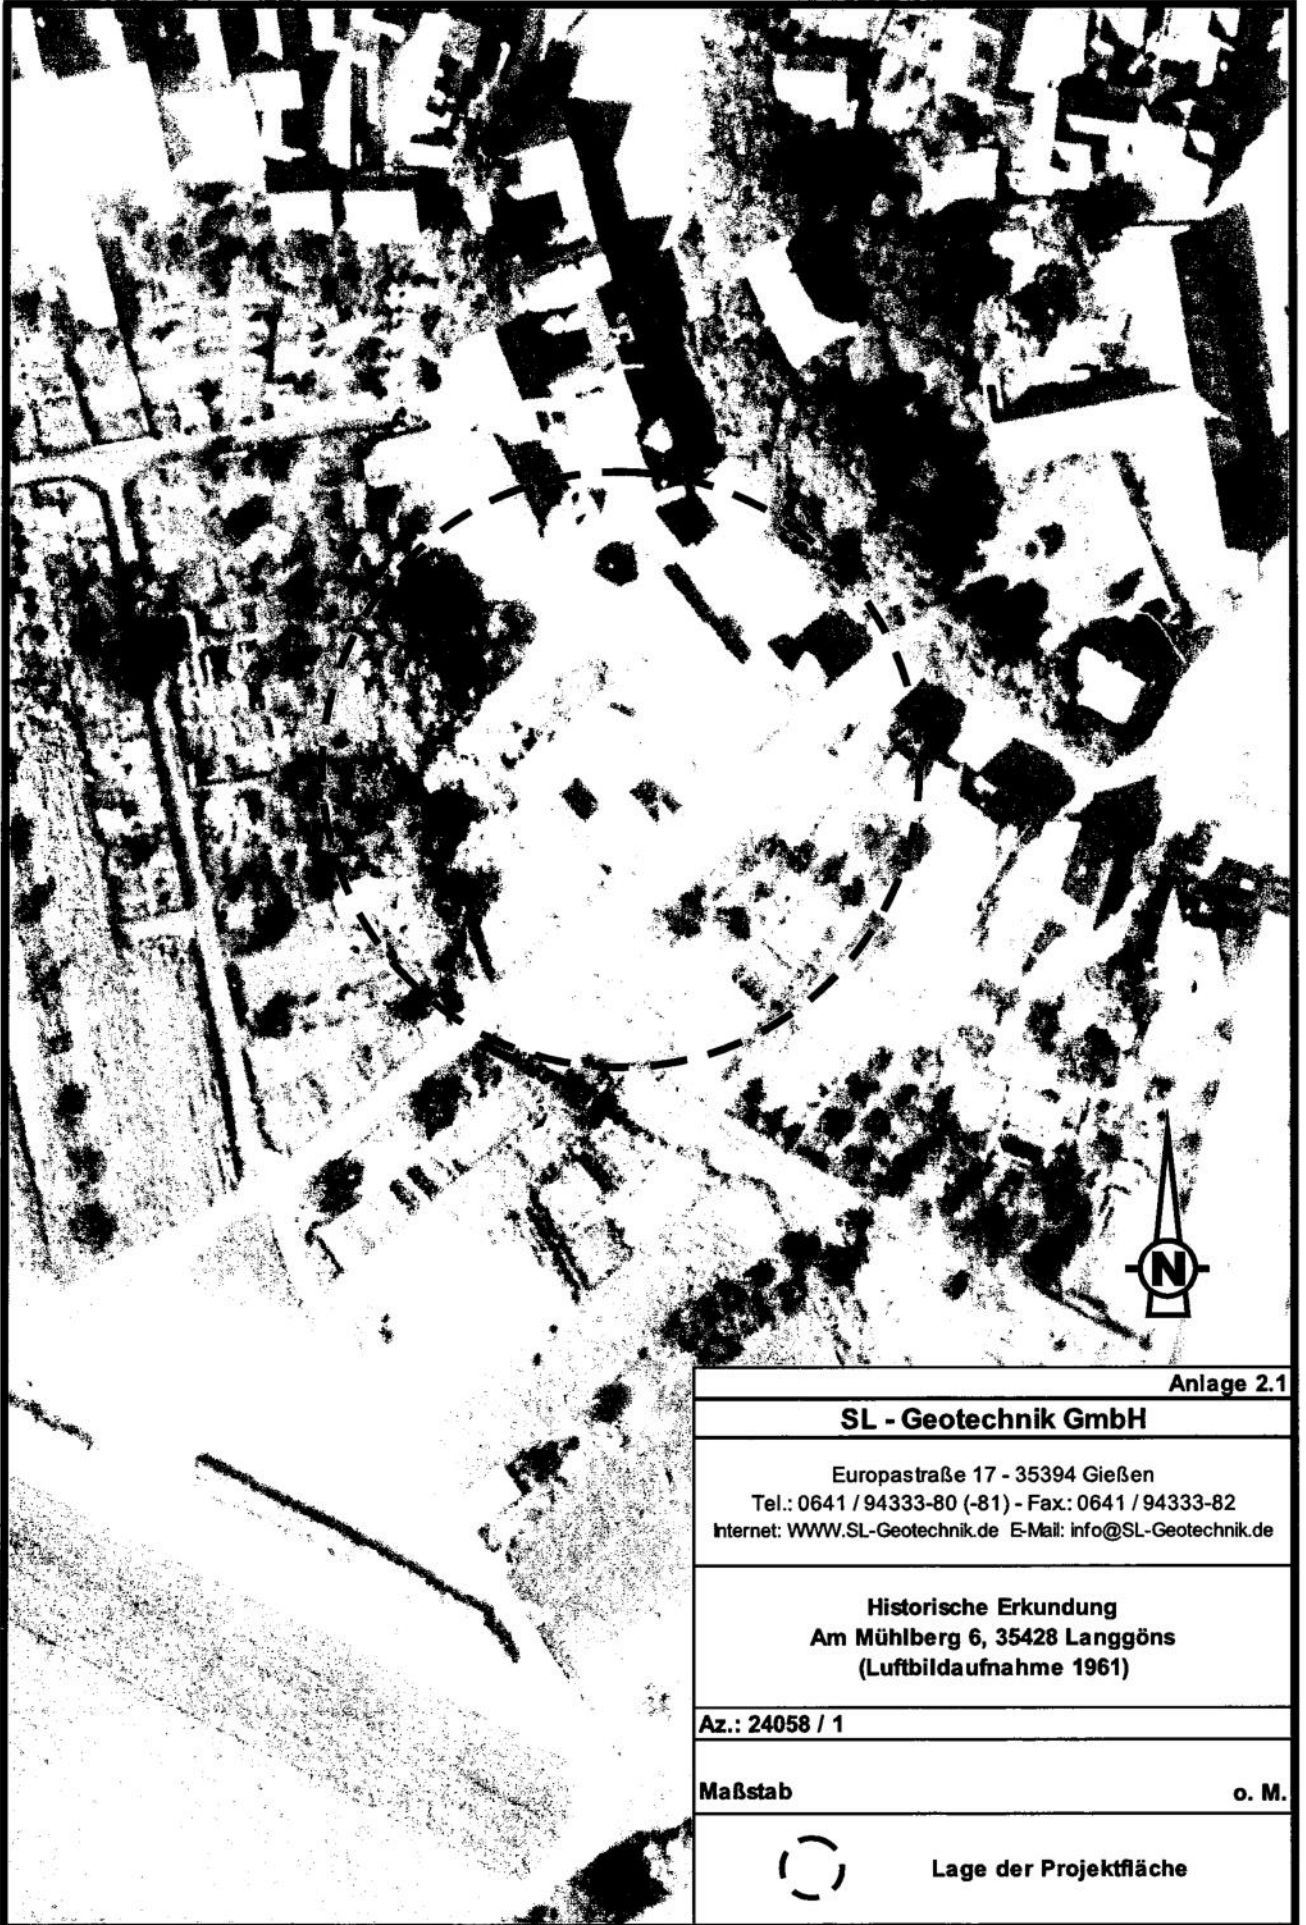 N
Anlage 2.1
SL - Geotechnik GmbH
Europastraße 17 - 35394 Gießen
Tel.: 0641 / 94333-80 (-81) - Fax.: 0641 / 94333-82
Internet: WWW.SL-Geotechnik.de E-Mail: info@SL-Geotechnik.de
Historische Erkundung
Am Mühlberg 6, 35428 Langgöns
(Luftbildaufnahme 1961)
Az.: 24058 / 1
Maßstab o. M.
Lage der Projektfläche